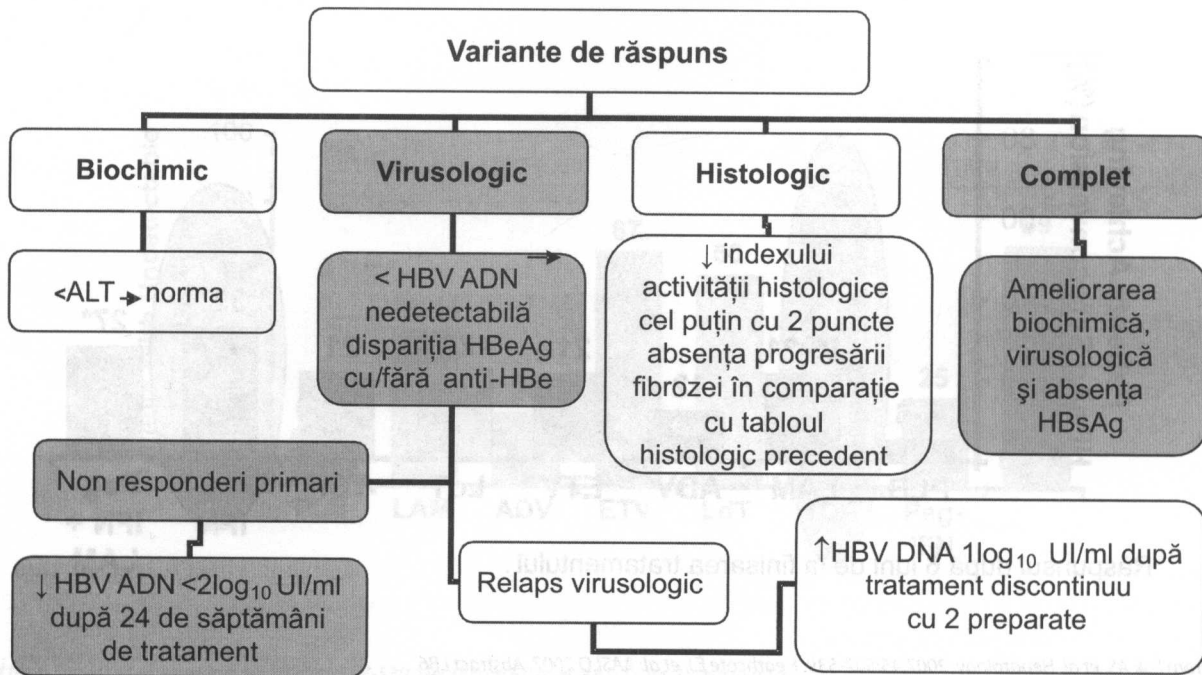 Variante de răspuns
Biochimic
Virusologic
Histologic
Complet
<ALT → norma
< HBV ADN →
nedetectabilă
dispariția HBeAg
cu/fără anti-HBe
↓ indexului
activității histologice
cel puțin cu 2 puncte
absența progresării
fibrozei în comparație
cu tabloul
histologic precedent
Ameliorarea
biochimică,
virusologică
și absența
HBsAg
Non responderi primari
↓ HBV ADN <2log₁₀ UI/ml
după 24 de săptămâni
de tratament
Relaps virusologic
↑HBV DNA 1log₁₀ UI/ml după
tratament discontinuu
cu 2 preparate